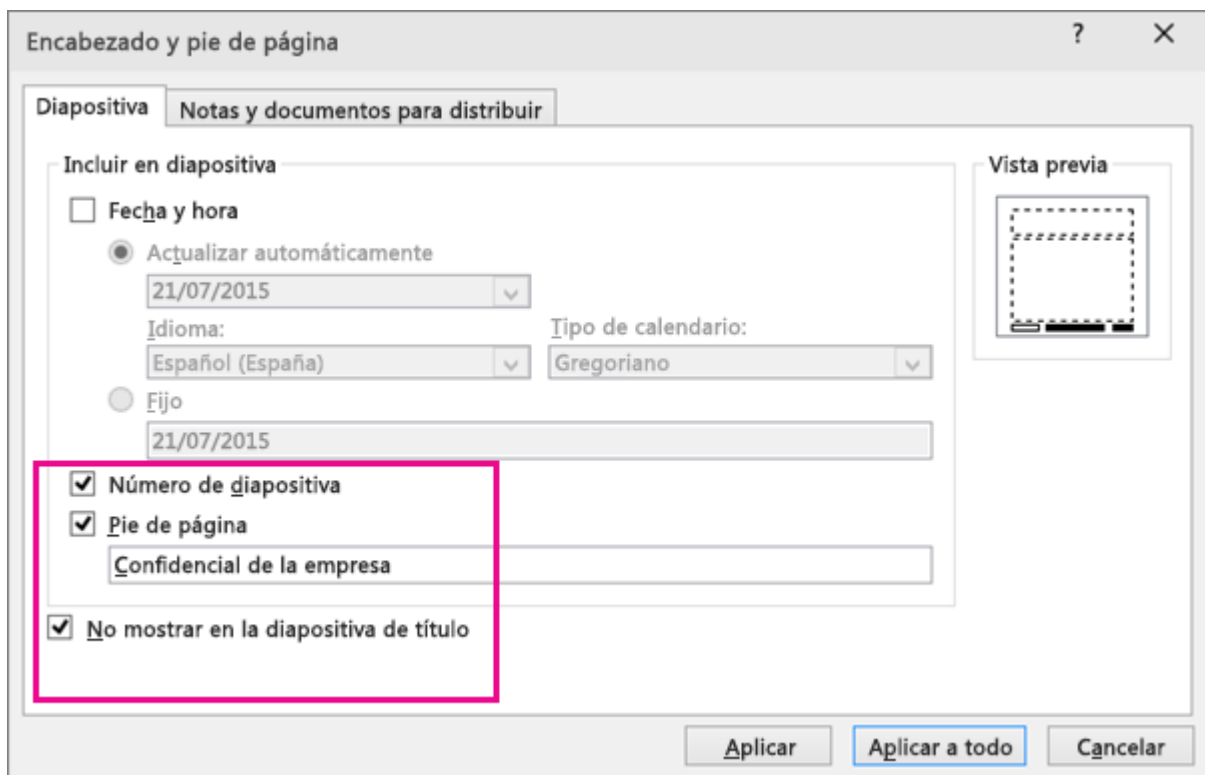 Encabezado y pie de página ?
Diapositiva Notas y documentos para distribuir
Incluir en diapositiva Vista previa
Fecha y hora
Actualizar automáticamente
21/07/2015
Idioma: Tipo de calendario:
Español (España) Gregoriano
Fijo
21/07/2015
Número de diapositiva
Pie de página
Confidencial de la empresa
No mostrar en la diapositiva de título
Aplicar Aplicar a todo Cancelar